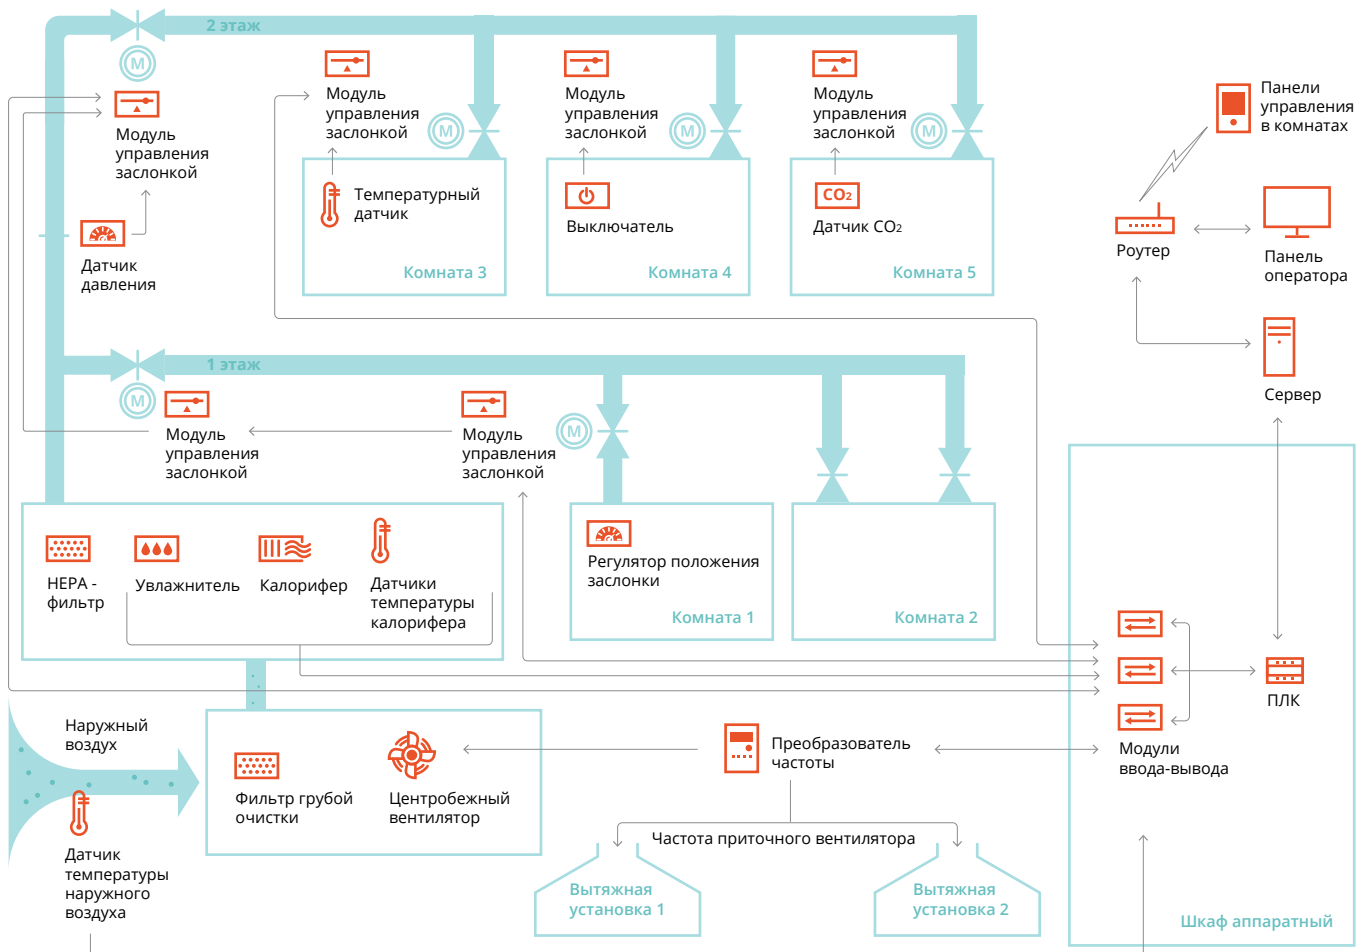 2 этаж
M
Модуль
управления
заслонкой
Датчик
давления
Модуль
управления
заслонкой
M
Температурный
датчик
Комната 3
Модуль
управления
заслонкой
M
Выключатель
Комната 4
Модуль
управления
заслонкой
M
CO2
Датчик CO2
Комната 5
Панели
управления
в комнатах
Роутер
Панель
оператора
Сервер
1 этаж
M
Модуль
управления
заслонкой
Модуль
управления
заслонкой
M
HEPA -
фильтр
Увлажнитель
Калорифер
Датчики
температуры
калорифера
Регулятор положения
заслонки
Комната 1
Комната 2
ПЛК
Модули
ввода-вывода
Шкаф аппаратный
Наружный
воздух
Датчик
температуры
наружного
воздуха
Фильтр грубой
очистки
Центробежный
вентилятор
Преобразователь
частоты
Частота приточного вентилятора
Вытяжная
установка 1
Вытяжная
установка 2